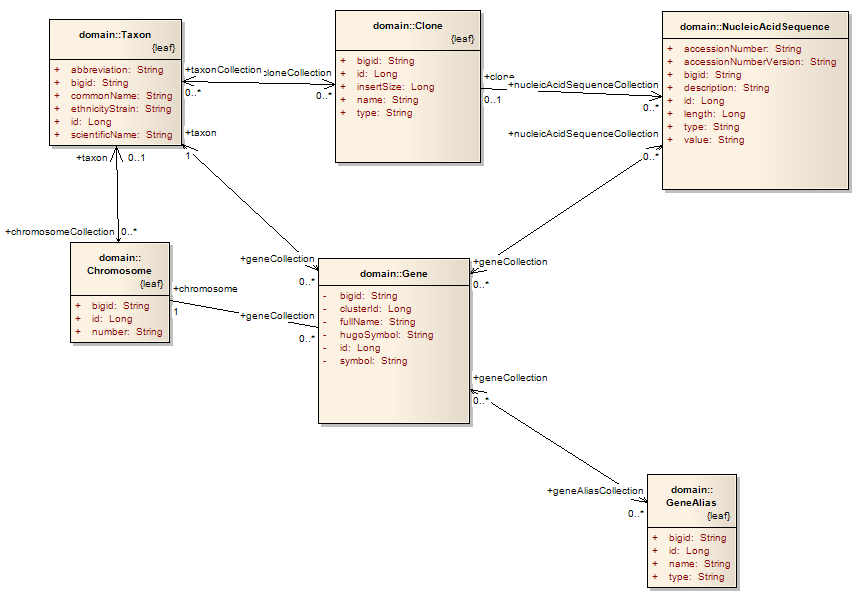 domain::Taxon
{leaf}
+ abbreviation: String
+ bigid: String
+ commonName: String
+ ethnicityStrain: String
+ id: Long
+ scientificName: String
domain::Clone
{leaf}
+ bigid: String
+ id: Long
+ insertSize: Long
+ name: String
+ type: String
domain::NucleicAcidSequence
+ accessionNumber: String
+ accessionNumberVersion: String
+ bigid: String
+ description: String
+ id: Long
+ length: Long
+ type: String
+ value: String
+taxonCollection
cloneCollection
0..*
0..*
+clone
+nucleicAcidSequenceCollection
0..1
0..*
+taxon
1
+nucleicAcidSequenceCollection
0..*
+taxon
0..1
+chromosomeCollection
0..*
domain::
Chromosome
{leaf}
+ bigid: String
+ id: Long
+ number: String
+geneCollection
0..*
+geneCollection
0..*
+chromosome
1
+geneCollection
0..*
domain::Gene
- bigid: String
- clusterId: Long
- fullName: String
- hugoSymbol: String
- id: Long
- symbol: String
+geneCollection
0..*
+geneAliasCollection
0..*
domain::
GeneAlias
{leaf}
+ bigid: String
+ id: Long
+ name: String
+ type: String